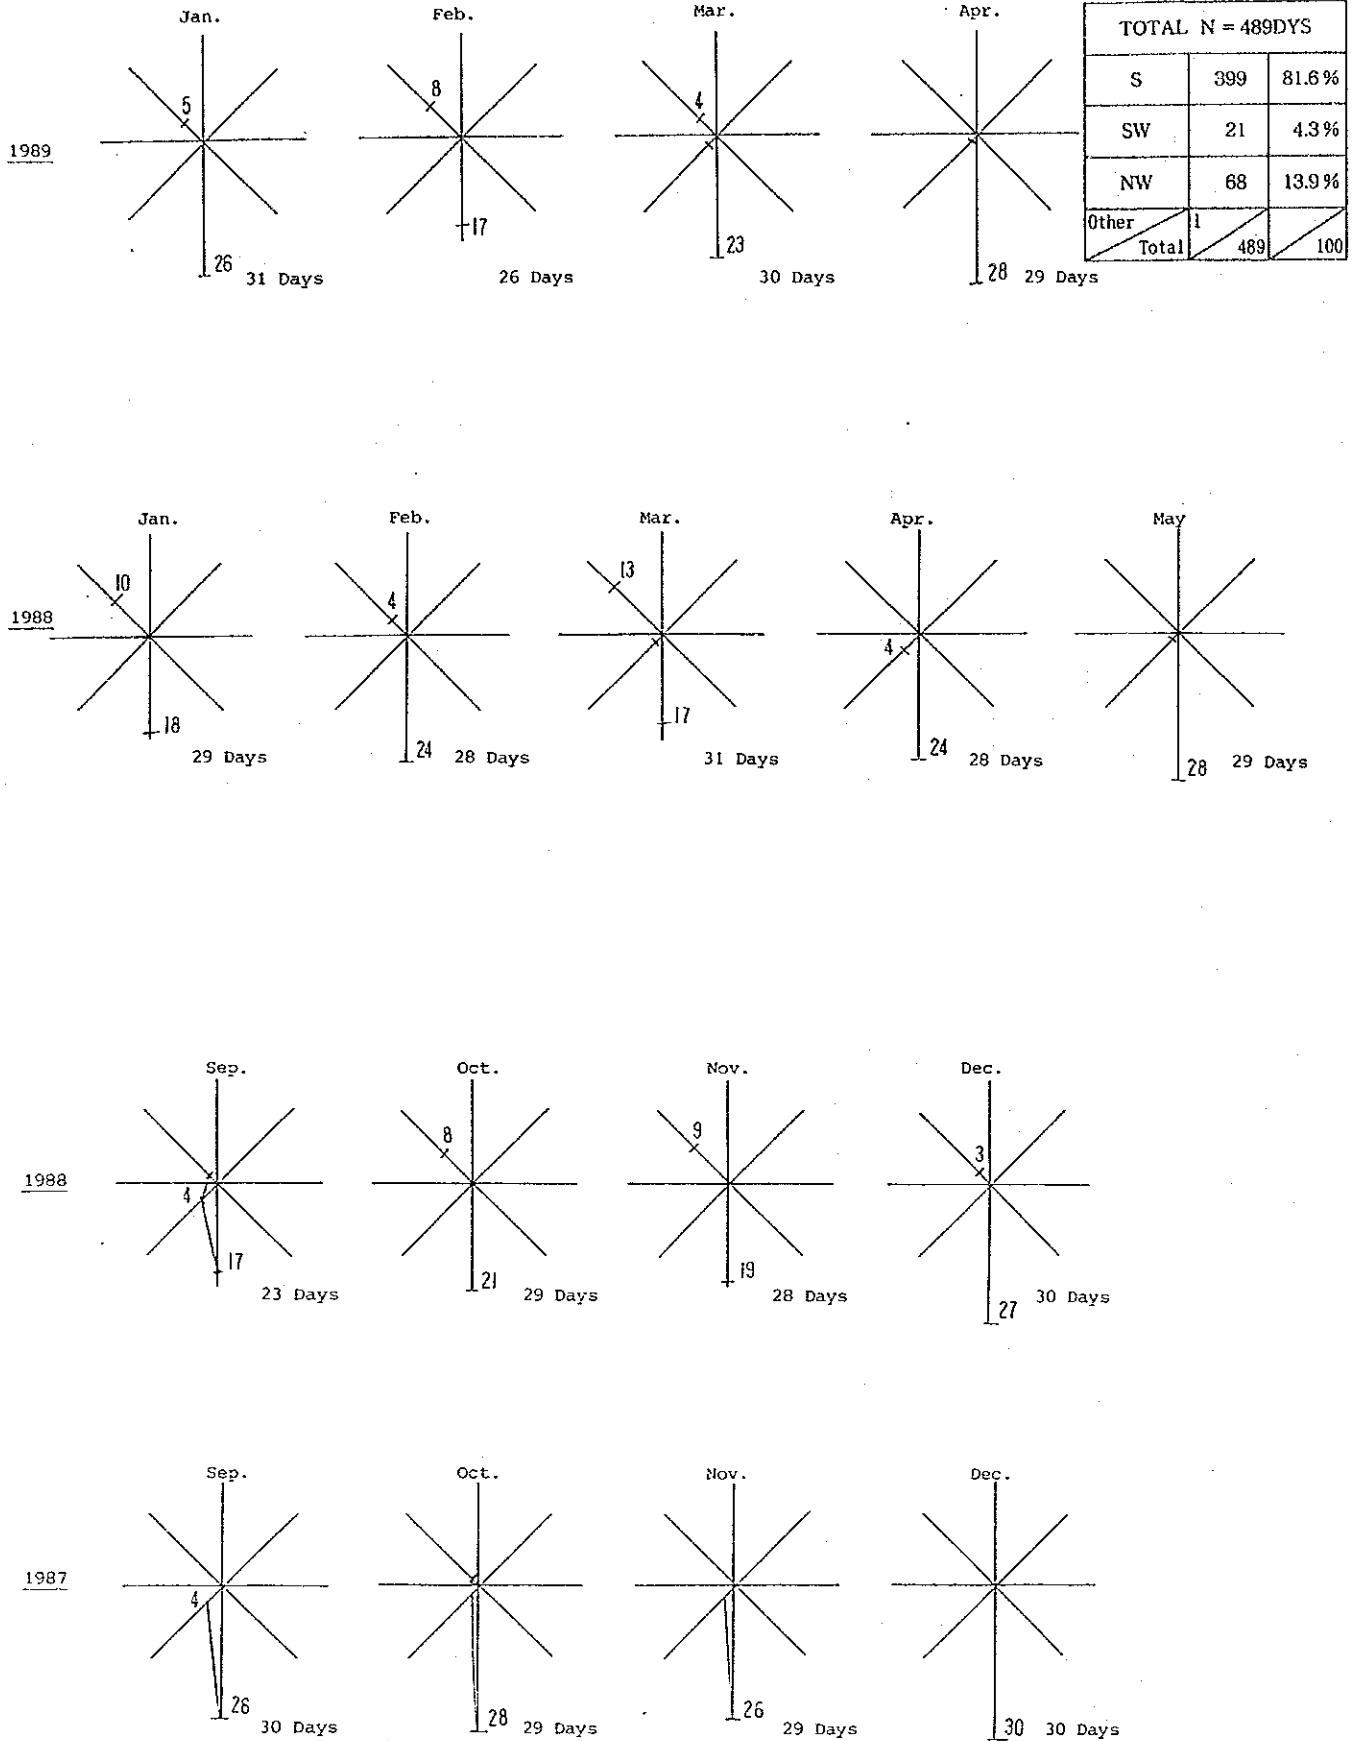 Jan. Feb. Mar. Apr.
TOTAL N = 489DYS
S 399 81.6%
SW 21 4.3%
NW 68 13.9%
Other 1
Total 489 100
1989
5 8 4
26 31 Days
17 26 Days
23 30 Days
28 29 Days
Jan. Feb. Mar. Apr. May
1988
10 4 13 4
18 29 Days
24 28 Days
17 31 Days
24 28 Days
28 29 Days
Sep. Oct. Nov. Dec.
1988
4 8 9 3
17 23 Days
21 29 Days
19 28 Days
27 30 Days
Sep. Oct. Nov. Dec.
1987
4
26 30 Days
28 29 Days
26 29 Days
30 30 Days